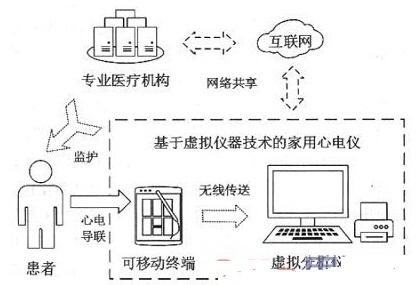 互联网
专业医疗机构
网络共享
基于虚拟仪器技术的家用心电仪
监护
无线传送
心电
导联
患者
可移动终端
虚拟